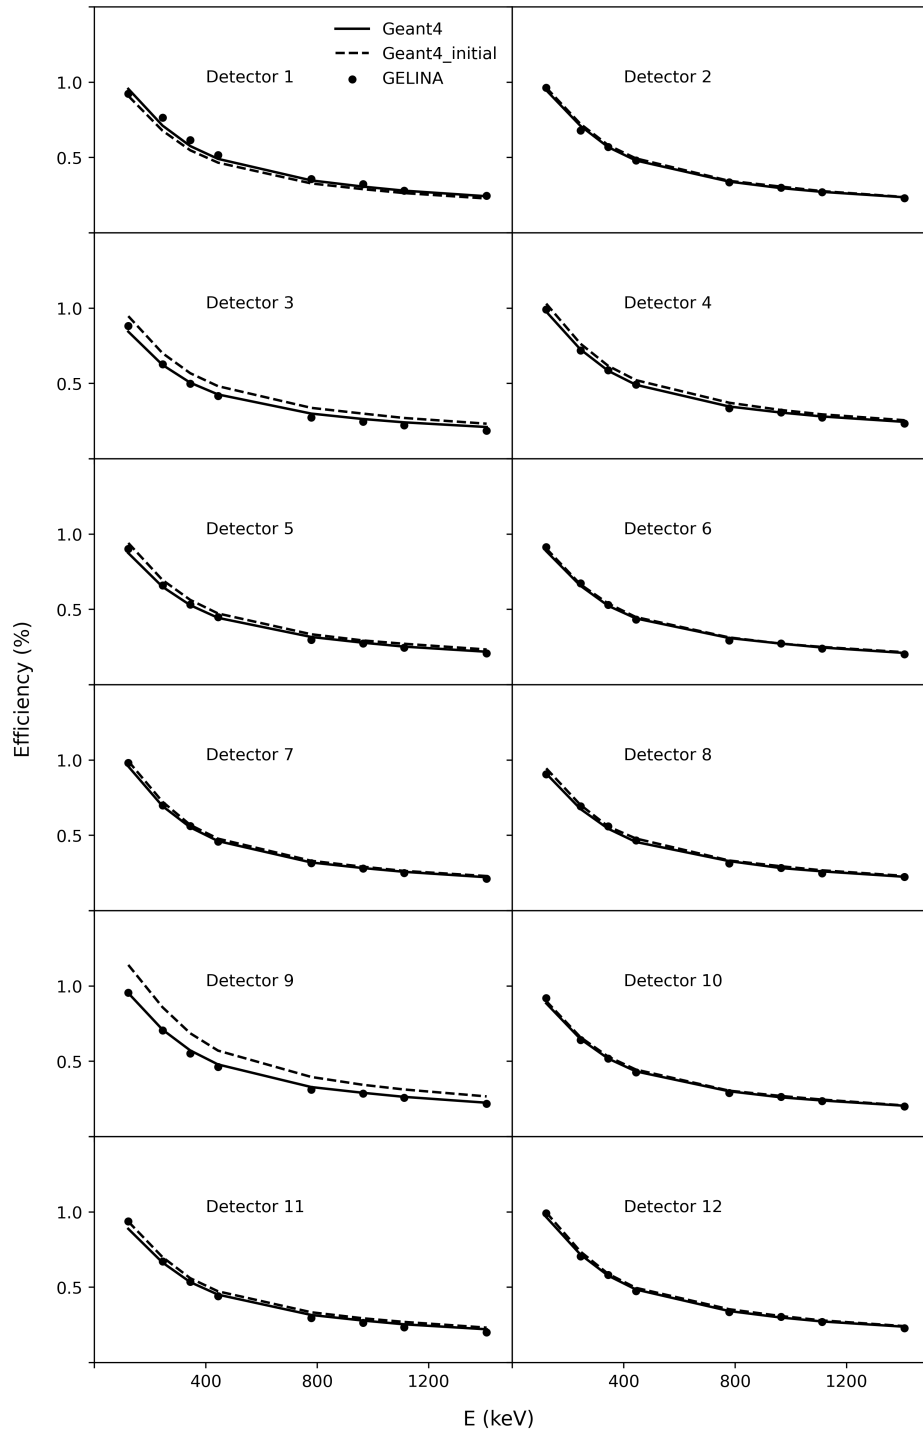 Geant4
Geant4_initial
GELINA
Detector 1
Detector 2
1.0
0.5
Detector 3
Detector 4
1.0
0.5
Detector 5
Detector 6
1.0
0.5
Efficiency (%)
Detector 7
Detector 8
1.0
0.5
Detector 9
Detector 10
1.0
0.5
Detector 11
Detector 12
1.0
0.5
400 800 1200 400 800 1200
E (keV)